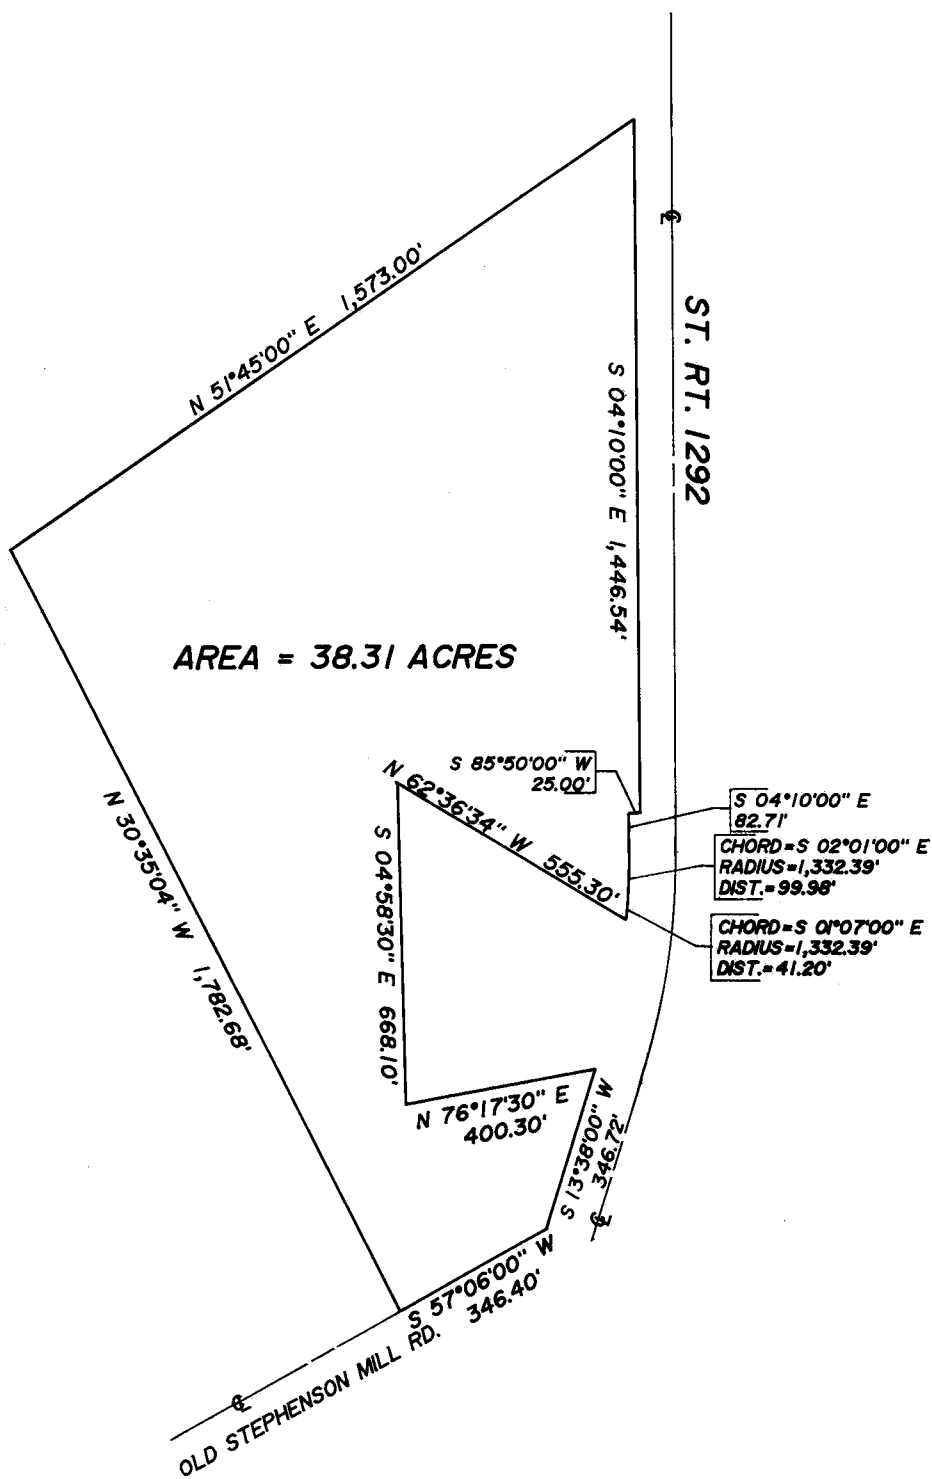 N 51°45'00" E 1,573.00'
ST. RT. 1292
S 04°10'00" E 1,446.54'
AREA = 38.31 ACRES
S 85°50'00" W
25.00'
N 62°36'34" W 555.30'
S 04°10'00" E
82.71'
CHORD=S 02°01'00" E
RADIUS=1,332.39'
DIST.=99.98'
CHORD=S 01°07'00" E
RADIUS=1,332.39'
DIST.=41.20'
N 30°35'04" W 1,782.68'
S 04°58'30" E 668.10'
N 76°17'30" E
400.30'
S 13°38'00" W
346.72'
S 57°06'00" W
346.40'
OLD STEPHENSON MILL RD.